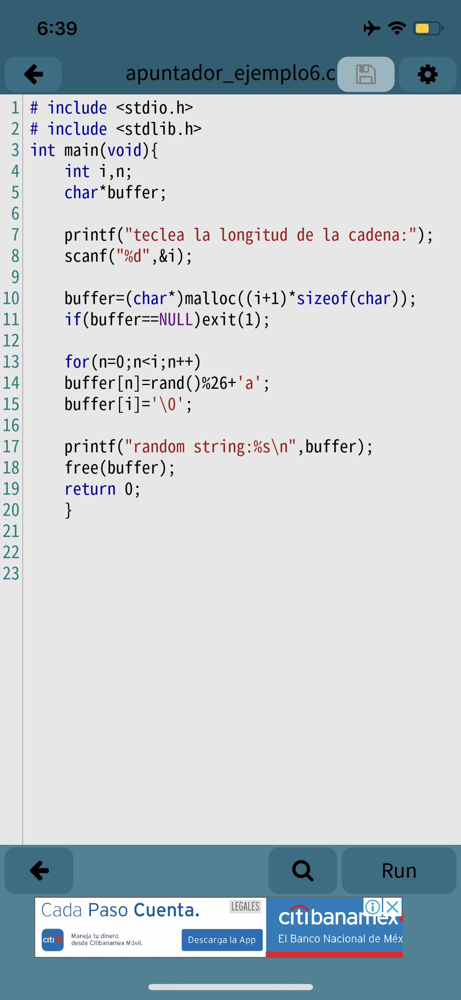 6:39
apuntador_ejemplo6.c
1 # include <stdio.h>
2 # include <stdlib.h>
3 int main(void){
4     int i,n;
5     char*buffer;
6
7     printf("teclea la longitud de la cadena:");
8     scanf("%d",&i);
9
10     buffer=(char*)malloc((i+1)*sizeof(char));
11     if(buffer==NULL)exit(1);
12
13     for(n=0;n<i;n++)
14     buffer[n]=rand()%26+'a';
15     buffer[i]='\0';
16
17     printf("random string:%s\n",buffer);
18     free(buffer);
19     return 0;
20     }
21
22
23
Run
Cada Paso Cuenta.
LEGALES
citi
Maneja tu dinero
desde Citibanamex Móvil.
Descarga la App
citibanamex
El Banco Nacional de Méx